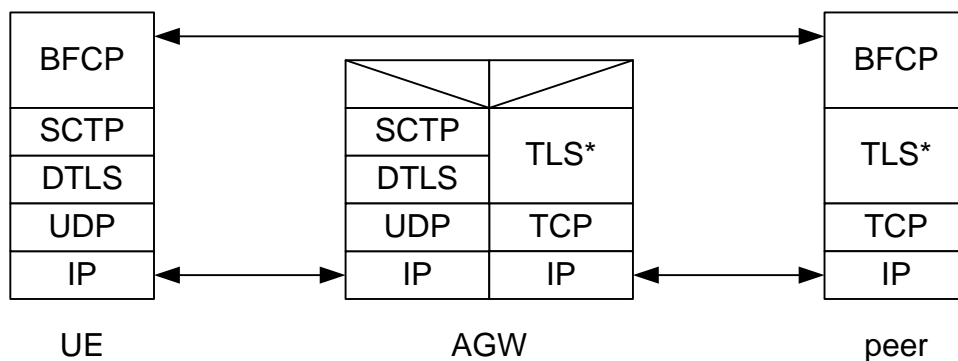 BFCP
BFCP
SCTP
SCTP
TLS*
TLS*
DTLS
DTLS
UDP
UDP
TCP
TCP
IP
IP
IP
IP
UE
AGW
peer